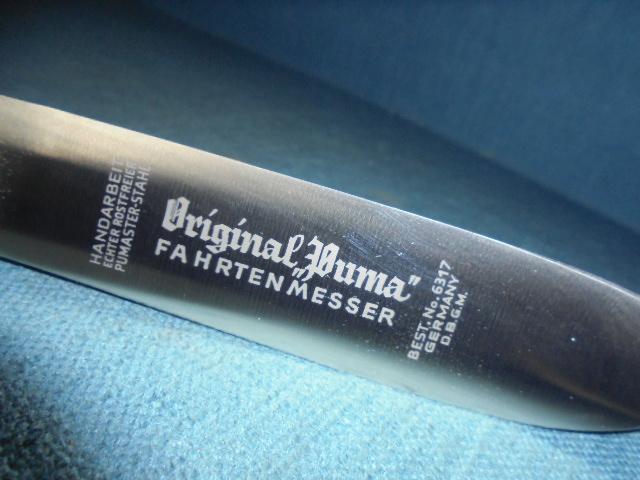 HANDARBEIT
ECHTER ROSTFREIER
PUMASTER-STAHL
Original „Puma"
FAHRTENMESSER
BEST. No. 6317
GERMANY
D.B.G.M.